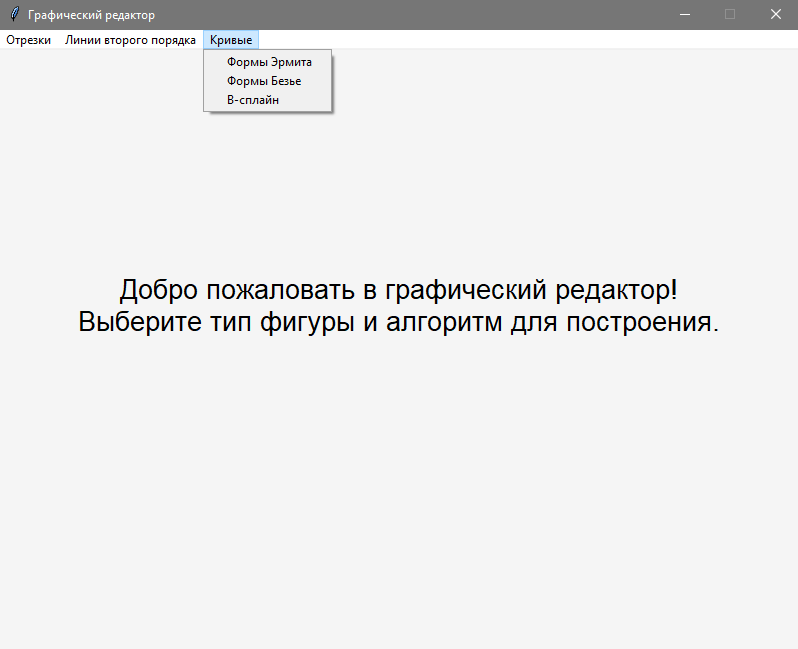 Графический редактор
Отрезки Линии второго порядка Кривые
Формы Эрмита
Формы Безье
В-сплайн
Добро пожаловать в графический редактор!
Выберите тип фигуры и алгоритм для построения.